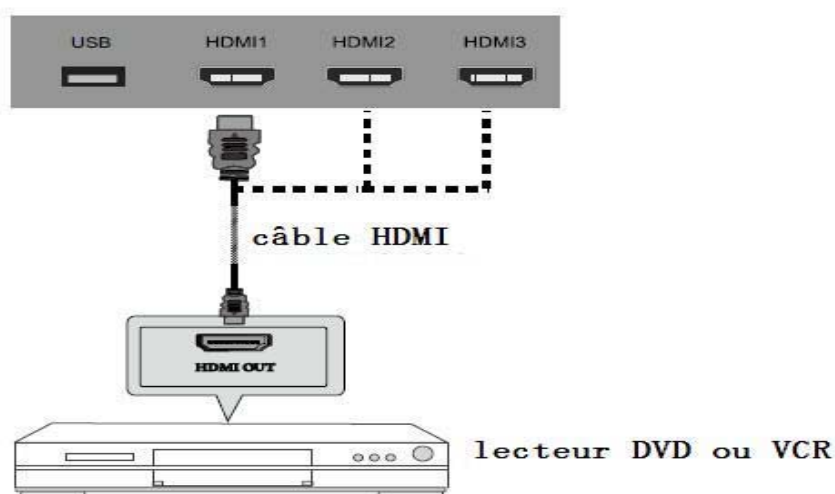 USB HDMI1 HDMI2 HDMI3
câble HDMI
HDMI OUT
lecteur DVD ou VCR